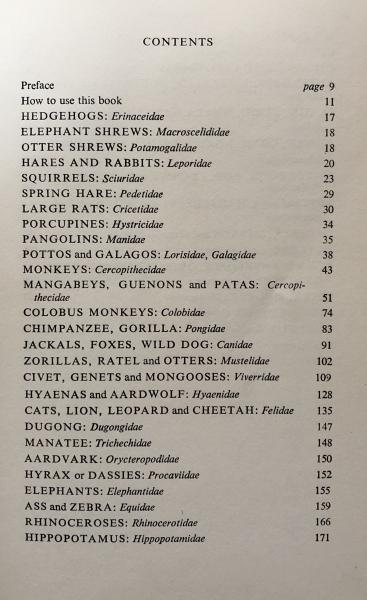 CONTENTS
Preface page 9
How to use this book 11
HEDGEHOGS: Erinaceidae 17
ELEPHANT SHREWS: Macroscelididae 18
OTTER SHREWS: Potamogalidae 18
HARES AND RABBITS: Leporidae 20
SQUIRRELS: Sciuridae 23
SPRING HARE: Pedetidae 29
LARGE RATS: Cricetidae 30
PORCUPINES: Hystricidae 34
PANGOLINS: Manidae 35
POTTOS and GALAGOS: Lorisidae, Galagidae 38
MONKEYS: Cercopithecidae 43
MANGABEYS, GUENONS and PATAS: Cercopi-
thecidae 51
COLOBUS MONKEYS: Colobidae 74
CHIMPANZEE, GORILLA: Pongidae 83
JACKALS, FOXES, WILD DOG: Canidae 91
ZORILLAS, RATEL and OTTERS: Mustelidae 102
CIVET, GENETS and MONGOOSES: Viverridae 109
HYAENAS and AARDWOLF: Hyaenidae 128
CATS, LION, LEOPARD and CHEETAH: Felidae 135
DUGONG: Dugongidae 147
MANATEE: Trichechidae 148
AARDVARK: Orycteropodidae 150
HYRAX or DASSIES: Procaviidae 152
ELEPHANTS: Elephantidae 155
ASS and ZEBRA: Equidae 159
RHINOCEROSES: Rhinocerotidae 166
HIPPOPOTAMUS: Hippopotamidae 171